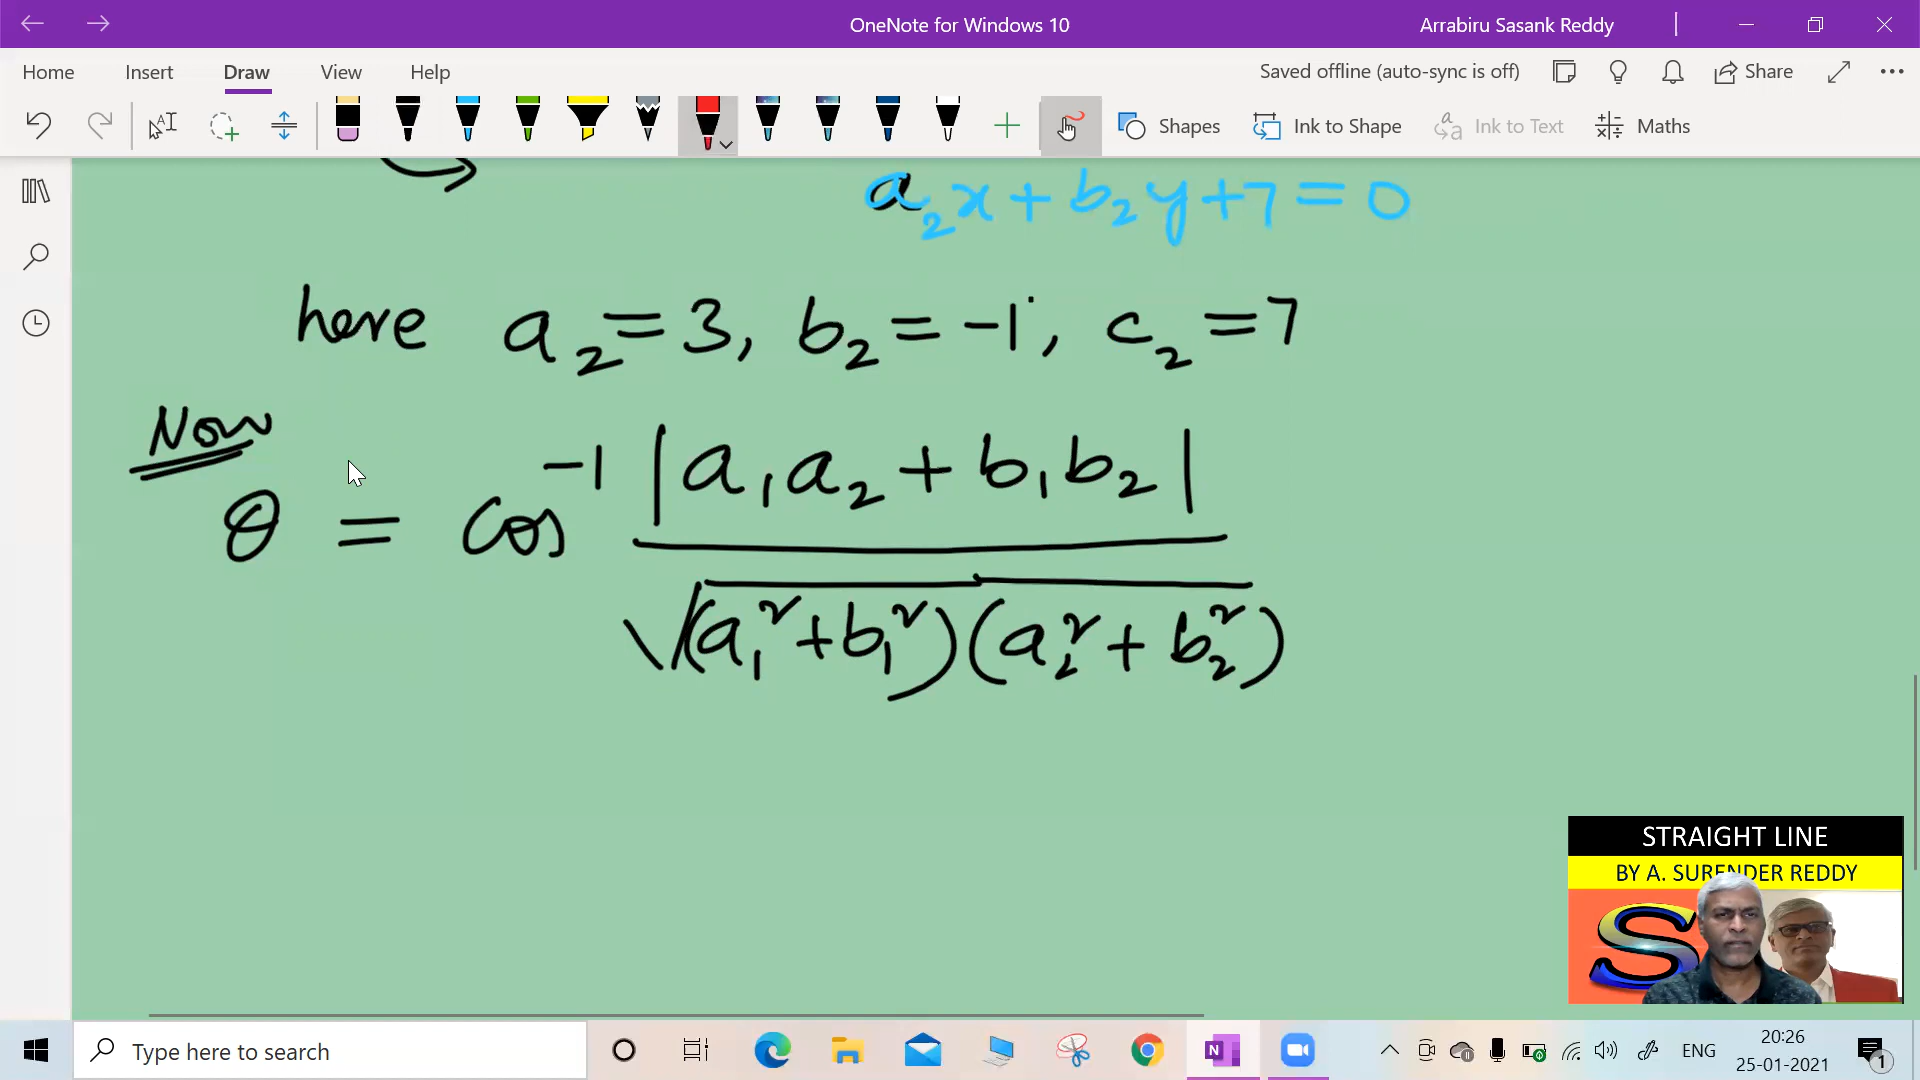 OneNote for Windows 10
Arrabiru Sasank Reddy
Home Insert Draw View Help
Saved offline (auto-sync is off)
Share
Shapes
Ink to Shape
Ink to Text
Maths
a₂x + b₂y + 7 = 0
here a₂ = 3, b₂ = -1, c₂ = 7
Now
θ = Cos⁻¹ |a₁a₂ + b₁b₂|
√(a₁² + b₁²)(a₂² + b₂²)
STRAIGHT LINE
BY A. SURENDER REDDY
S
Type here to search
N
ENG
20:26
25-01-2021
1